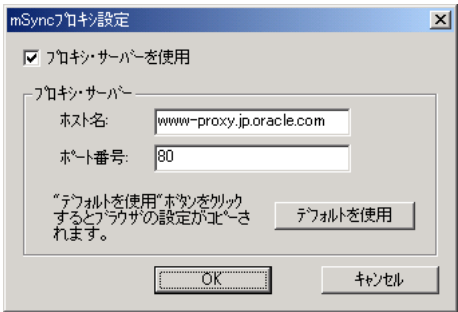 mSyncﾌﾟﾛｷｼ設定
ﾌﾟﾛｷｼ･ｻｰﾊﾞｰを使用
ﾌﾟﾛｷｼ･ｻｰﾊﾞｰ
ﾎｽﾄ名:
www-proxy.jp.oracle.com
ﾎﾟｰﾄ番号:
80
"ﾃﾞﾌｫﾙﾄを使用"ﾎﾞﾀﾝをｸﾘｯｸ
するとﾌﾞﾗｳｻﾞの設定がｺﾋﾟｰさ
れます。
ﾃﾞﾌｫﾙﾄを使用
OK
ｷｬﾝｾﾙ